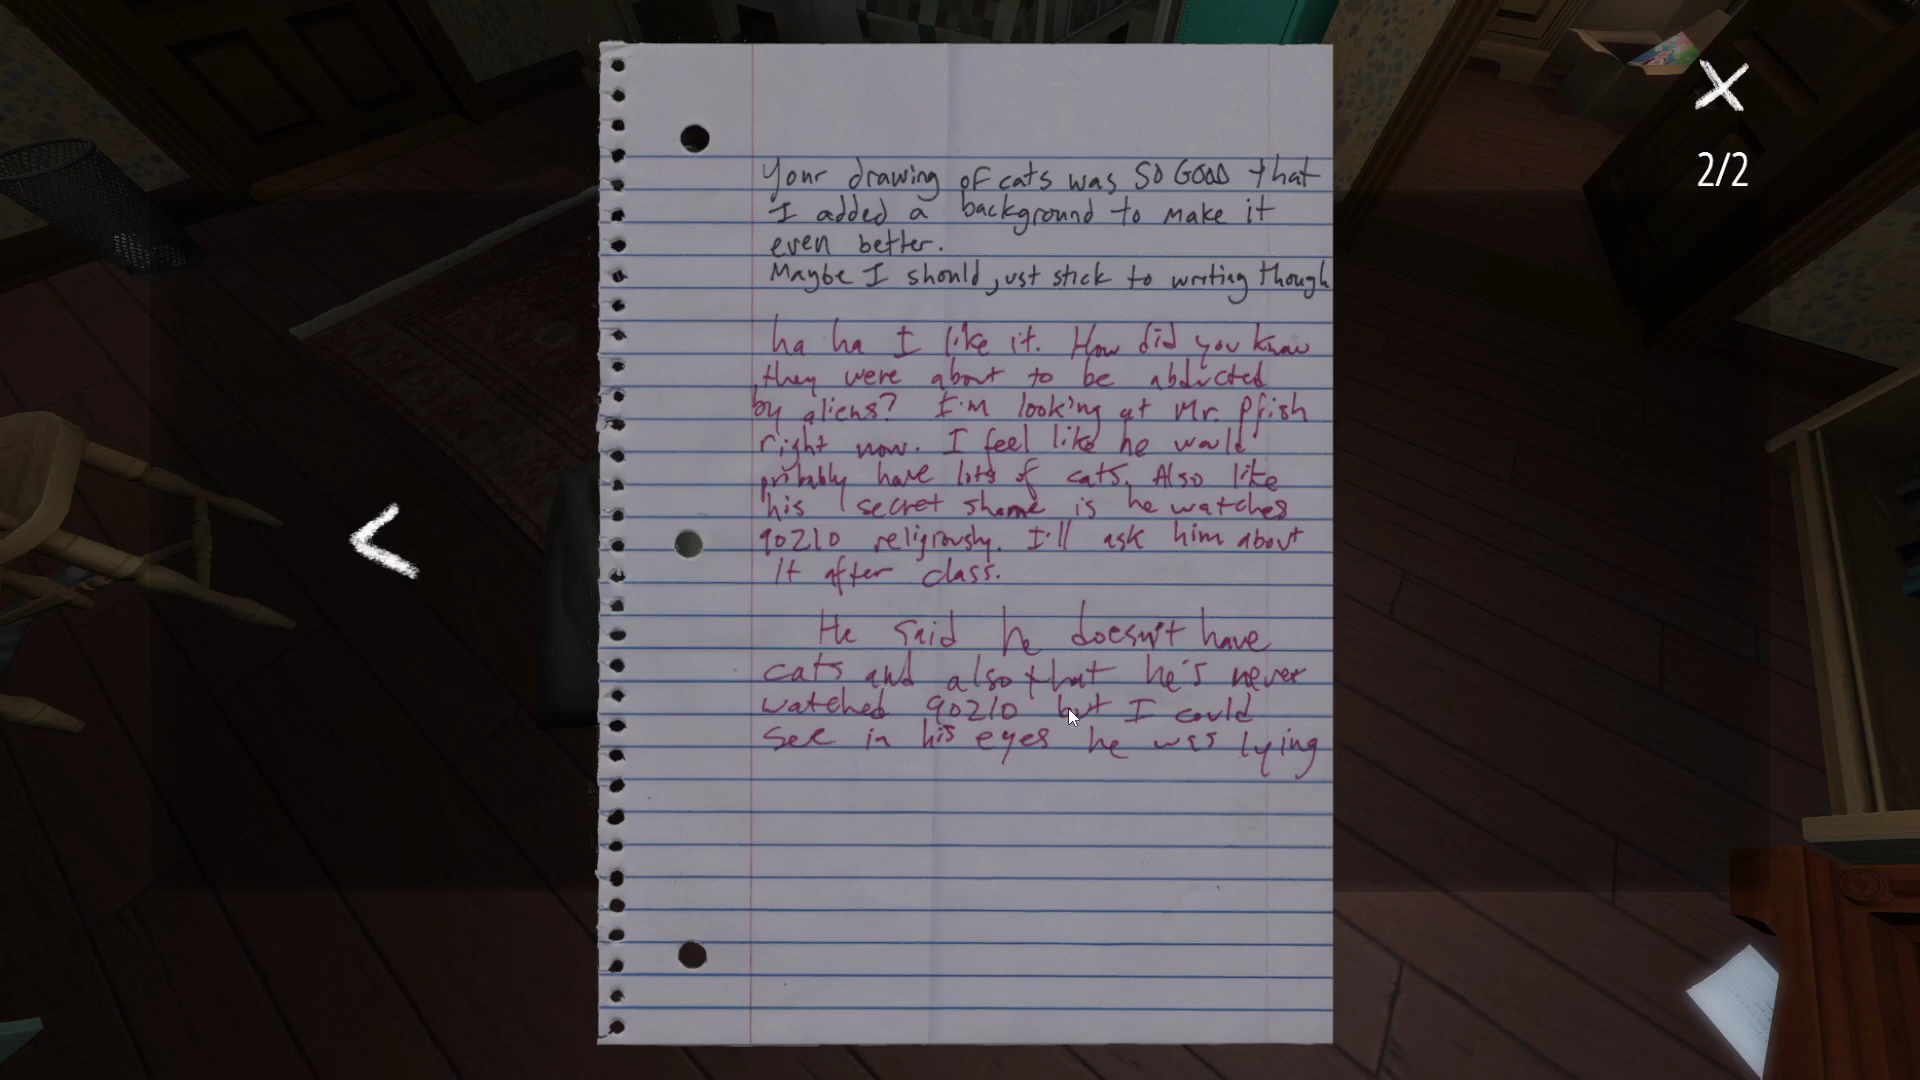 Your drawing of cats was SO GOOD that
I added a background to make it
even better.
Maybe I should just stick to writing though
ha ha I like it. How did you know
they were about to be abducted
by aliens? I'm looking at Mr. Pfish
right now. I feel like he would
probably have lots of cats. Also like
his secret shame is he watches
90210 religiously. I'll ask him about
it after class.
He said he doesn't have
cats and also that he's never
watched 90210 but I could
see in his eyes he was lying
2/2